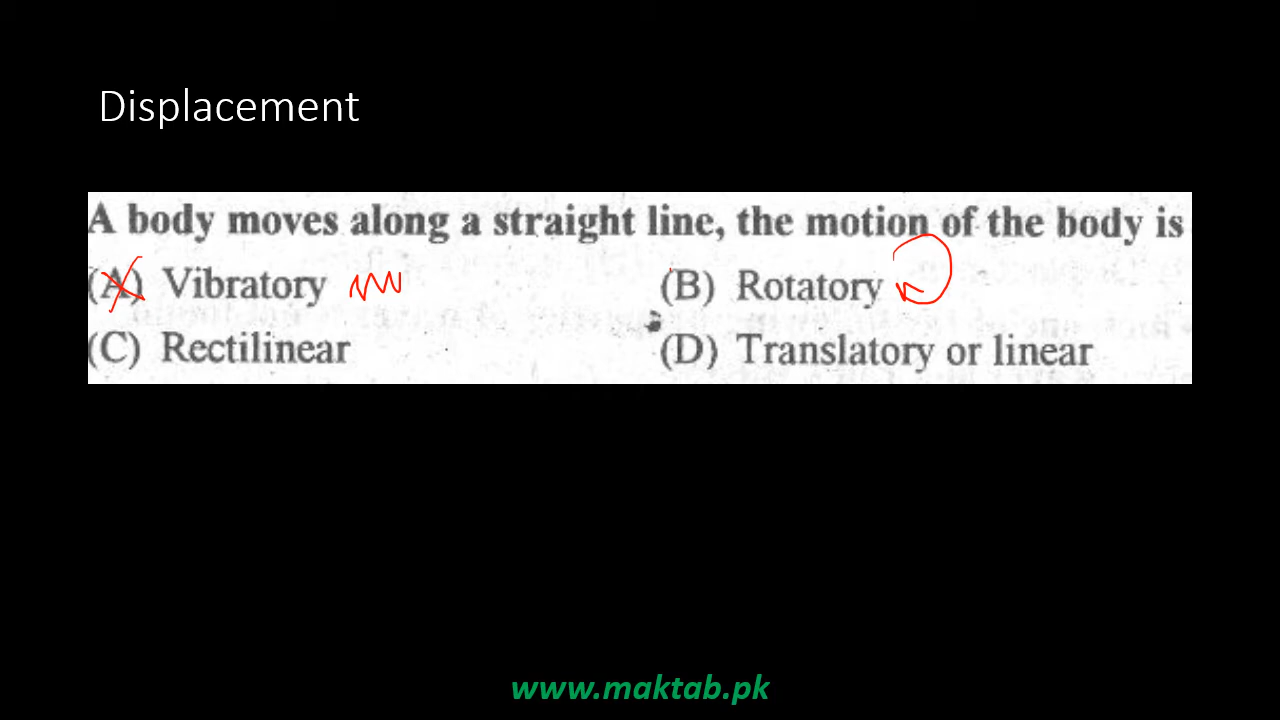 Displacement
A body moves along a straight line, the motion of the body is
(A) Vibratory (B) Rotatory
(C) Rectilinear (D) Translatory or linear
www.maktab.pk